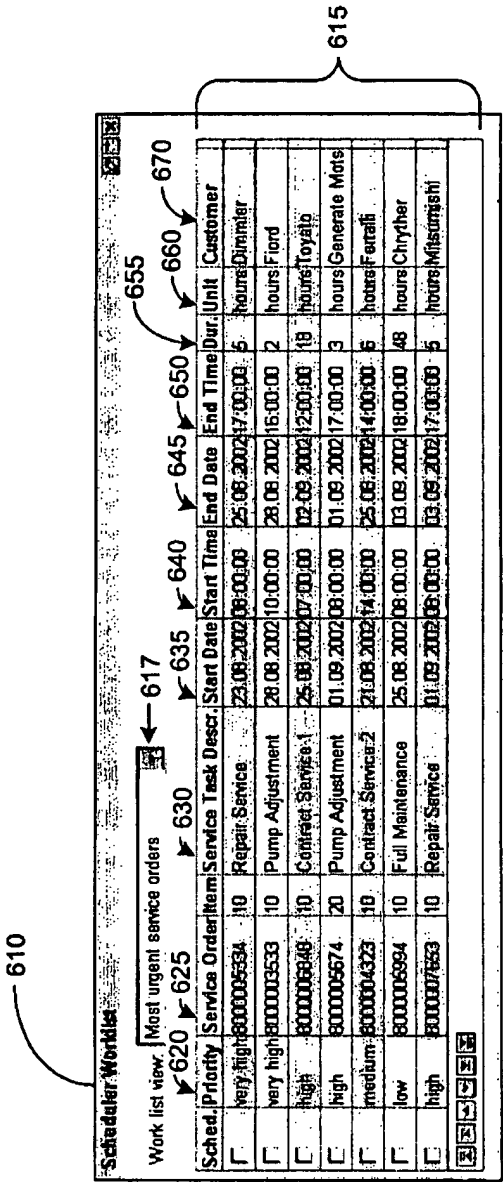 610
Scheduler Worklist
Work list view: Most urgent service orders
617
615
620 625 630 635 640 645 650 655 660 670
Sched. Priority Service Order Item Service Task Descr. Start Date Start Time End Date End Time Dur. Unit Customer
very high 10 Repair Service 23.08.2002 08:00:00 25.08.2002 17:00:00 5 hours Dimmler
very high 8000003533 10 Pump Adjustment 28.08.2002 10:00:00 28.08.2002 16:00:00 2 hours Fiord
high 10 Contract Service 1 25.08.2002 07:00:00 02.09.2002 12:00:00 18 hours Toyato
high 8000005674 20 Pump Adjustment 01.09.2002 08:00:00 01.09.2002 17:00:00 3 hours Generate Mots
medium 8000004323 10 Contract Service 2 21.08.2002 14:00:00 25.08.2002 14:00:00 6 hours
low 8000006994 10 Full Maintenance 25.08.2002 08:00:00 03.09.2002 18:00:00 48 hours Chryther
high 10 Repair Service 01.09.2002 08:00:00 03.09.2002 17:00:00 5 hours Mitsumishi